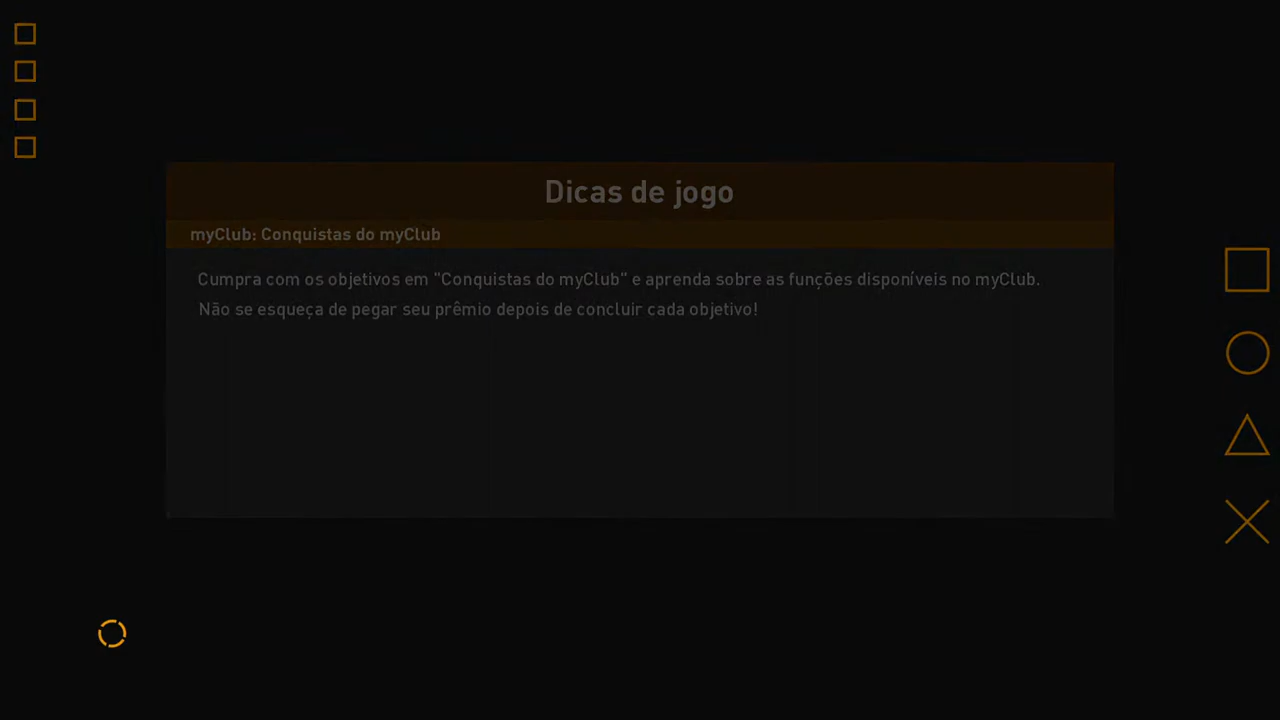 Dicas de jogo
myClub: Conquistas do myClub
Cumpra com os objetivos em "Conquistas do myClub" e aprenda sobre as funções disponíveis no myClub.
Não se esqueça de pegar seu prêmio depois de concluir cada objetivo!